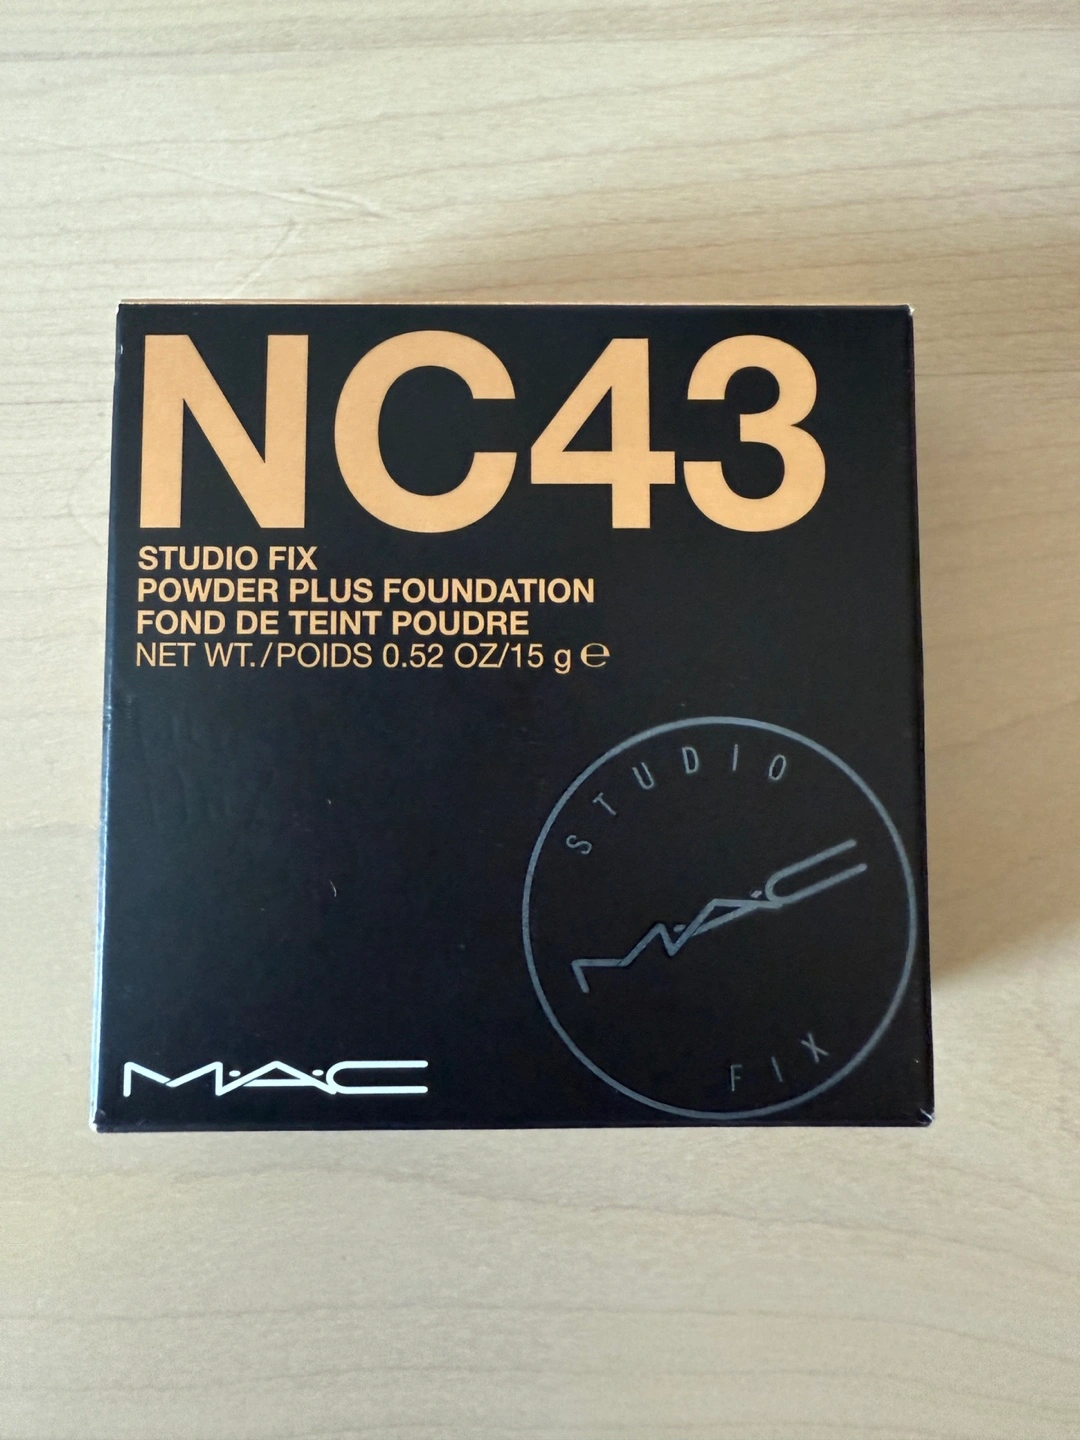 NC43
STUDIO FIX
POWDER PLUS FOUNDATION
FOND DE TEINT POUDRE
NET WT./POIDS 0.52 OZ/15 g ℮
STUDIO
MAC
FIX
M·A·C